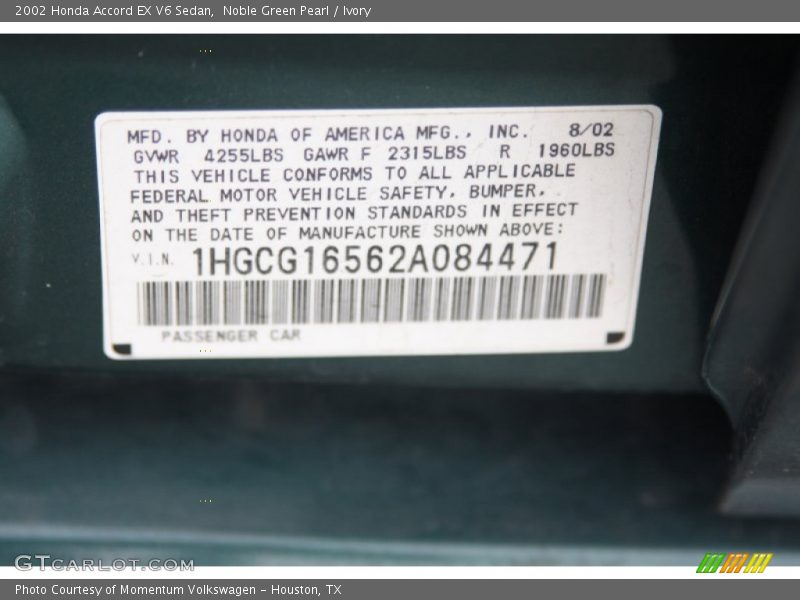 2002 Honda Accord EX V6 Sedan,  Noble Green Pearl / Ivory
MFD. BY HONDA OF AMERICA MFG., INC. 8/02
GVWR 4255LBS GAWR F 2315LBS R 1960LBS
THIS VEHICLE CONFORMS TO ALL APPLICABLE
FEDERAL MOTOR VEHICLE SAFETY, BUMPER,
AND THEFT PREVENTION STANDARDS IN EFFECT
ON THE DATE OF MANUFACTURE SHOWN ABOVE:
V.I.N. 1HGCG16562A084471
PASSENGER CAR
GTCARLOT.COM
Photo Courtesy of Momentum Volkswagen - Houston, TX